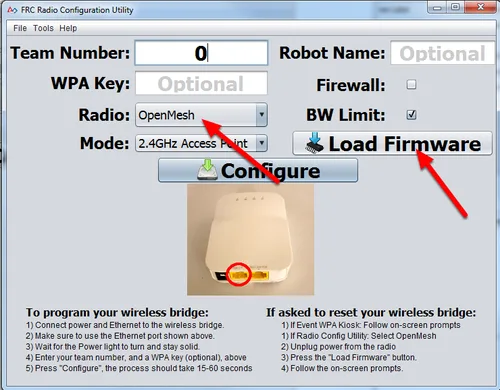 FRC Radio Configuration Utility
File Tools Help
Team Number: 0 Robot Name: Optional
WPA Key: Optional Firewall:
Radio: OpenMesh BW Limit:
Mode: 2.4GHz Access Point Load Firmware
Configure
To program your wireless bridge:
1) Connect power and Ethernet to the wireless bridge.
2) Make sure to use the Ethernet port shown above.
3) Wait for the Power light to turn and stay solid.
4) Enter your team number, and a WPA key (optional), above
5) Press "Configure", the process should take 15-60 seconds
If asked to reset your wireless bridge:
1) If Event WPA Kiosk: Follow on-screen prompts
1) If Radio Config Utility: Select OpenMesh
2) Unplug power from the radio
3) Press the "Load Firmware" button.
4) Follow the on-screen prompts.